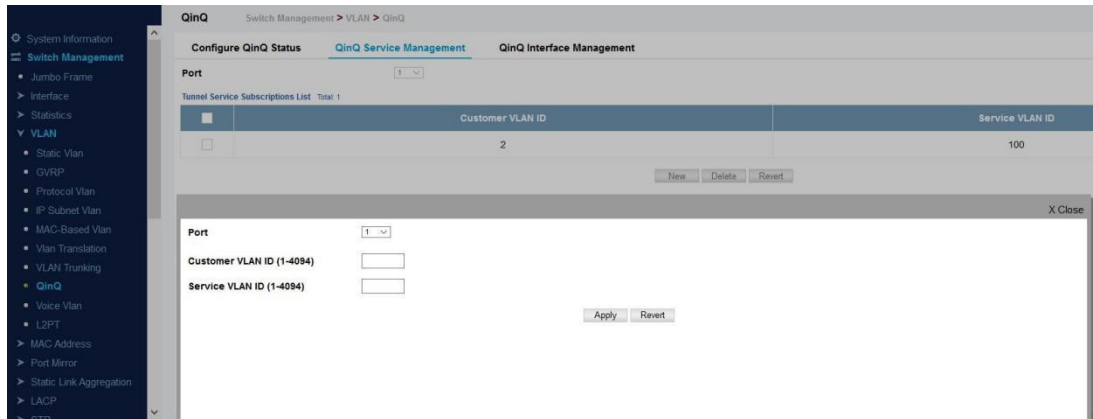 QinQ Switch Management > VLAN > QinQ
System Information
Switch Management
Jumbo Frame
Interface
Statistics
VLAN
Static Vlan
GVRP
Protocol Vlan
IP Subnet Vlan
MAC-Based Vlan
Vlan Translation
VLAN Trunking
QinQ
Voice Vlan
L2PT
MAC Address
Port Mirror
Static Link Aggregation
LACP
STP
Configure QinQ Status QinQ Service Management QinQ Interface Management
Port 1
Tunnel Service Subscriptions List Total: 1
Customer VLAN ID Service VLAN ID
2 100
New Delete Revert
X Close
Port 1
Customer VLAN ID (1-4094)
Service VLAN ID (1-4094)
Apply Revert